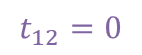 t₁₂ = 0